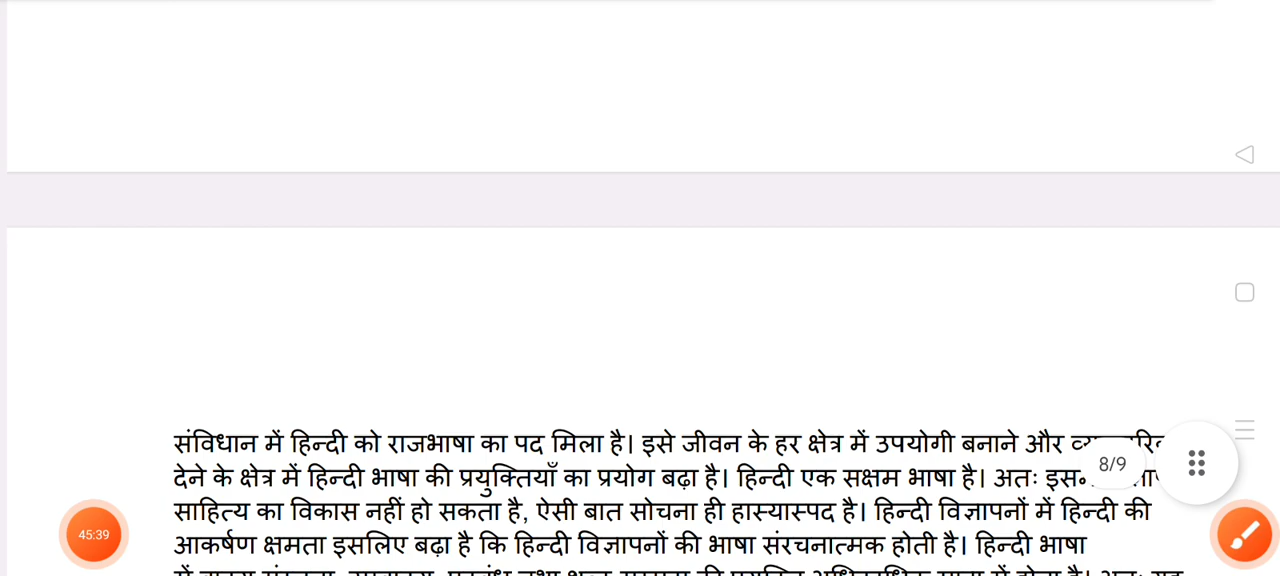 संविधान में हिन्दी को राजभाषा का पद मिला है। इसे जीवन के हर क्षेत्र में उपयोगी बनाने और
8/9
देने के क्षेत्र में हिन्दी भाषा की प्रयुक्तियाँ का प्रयोग बढ़ा है। हिन्दी एक सक्षम भाषा है। अतः
साहित्य का विकास नहीं हो सकता है, ऐसी बात सोचना ही हास्यास्पद है। हिन्दी विज्ञापनों में हिन्दी की
45:39
आकर्षण क्षमता इसलिए बढ़ा है कि हिन्दी विज्ञापनों की भाषा संरचनात्मक होती है। हिन्दी भाषा